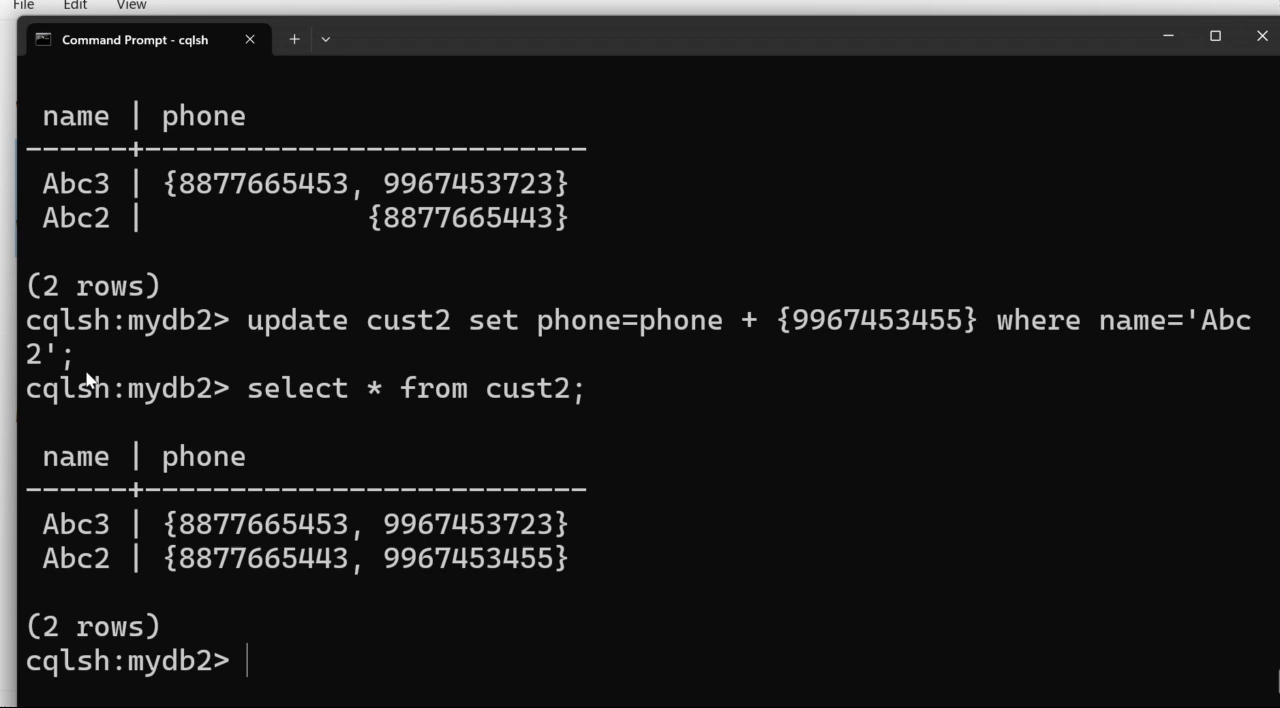 File Edit View
Command Prompt - cqlsh
name | phone
------+--------------------------
Abc3 | {8877665453, 9967453723}
Abc2 | {8877665443}
(2 rows)
cqlsh:mydb2> update cust2 set phone=phone + {9967453455} where name='Abc
2';
cqlsh:mydb2> select * from cust2;
name | phone
------+--------------------------
Abc3 | {8877665453, 9967453723}
Abc2 | {8877665443, 9967453455}
(2 rows)
cqlsh:mydb2>